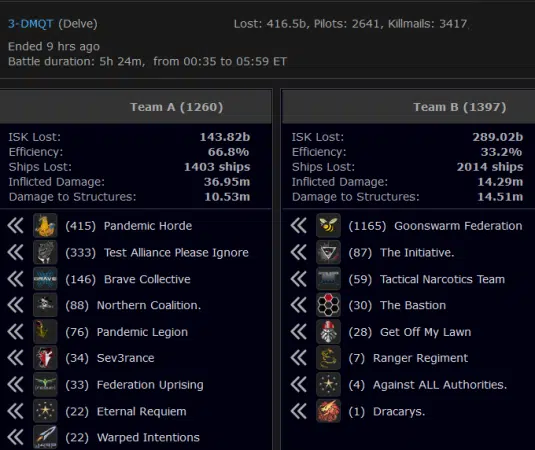 3-DMQT (Delve)
Lost: 416.5b, Pilots: 2641, Killmails: 3417
Ended 9 hrs ago
Battle duration: 5h 24m, from 00:35 to 05:59 ET
Team A (1260)
ISK Lost: 143.82b
Efficiency: 66.8%
Ships Lost: 1403 ships
Inflicted Damage: 36.95m
Damage to Structures: 10.53m
(415) Pandemic Horde
(333) Test Alliance Please Ignore
(146) Brave Collective
(88) Northern Coalition.
(76) Pandemic Legion
(34) Sev3rance
(33) Federation Uprising
(22) Eternal Requiem
(22) Warped Intentions
Team B (1397)
ISK Lost: 289.02b
Efficiency: 33.2%
Ships Lost: 2014 ships
Inflicted Damage: 14.29m
Damage to Structures: 14.51m
(1165) Goonswarm Federation
(87) The Initiative.
(59) Tactical Narcotics Team
(30) The Bastion
(28) Get Off My Lawn
(7) Ranger Regiment
(4) Against ALL Authorities.
(1) Dracarys.